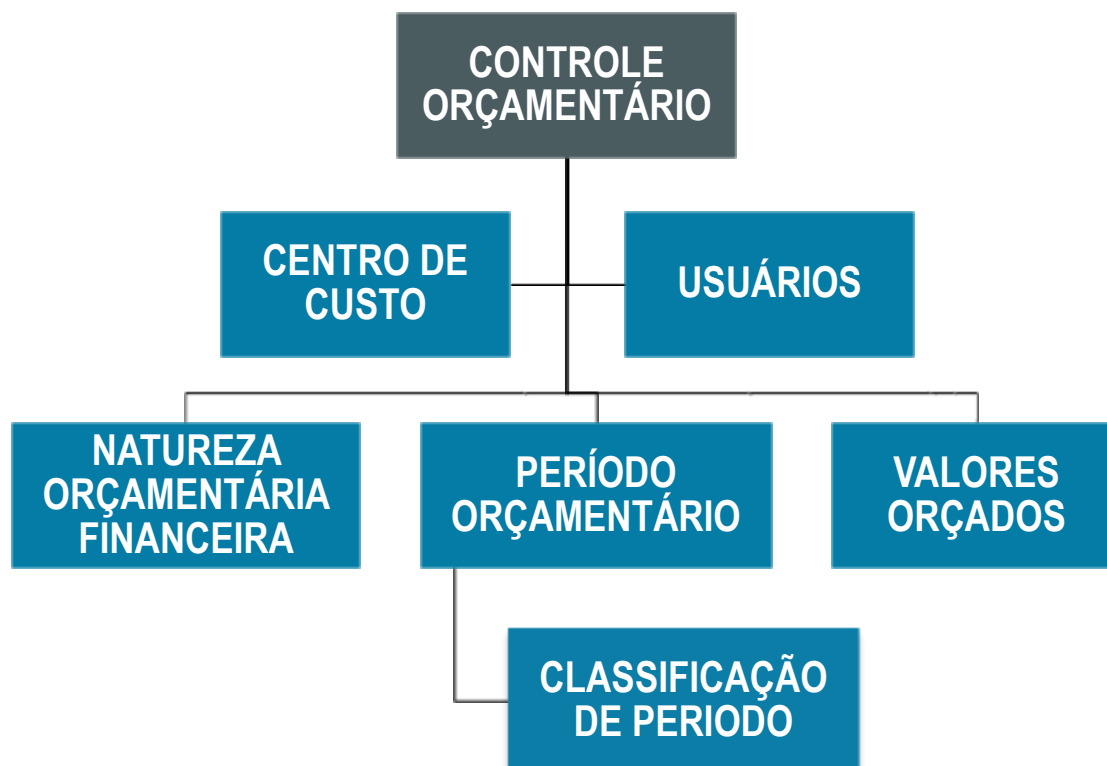 CONTROLE
ORÇAMENTÁRIO
CENTRO DE
CUSTO
USUÁRIOS
NATUREZA
ORÇAMENTÁRIA
FINANCEIRA
PERÍODO
ORÇAMENTÁRIO
VALORES
ORÇADOS
CLASSIFICAÇÃO
DE PERIODO